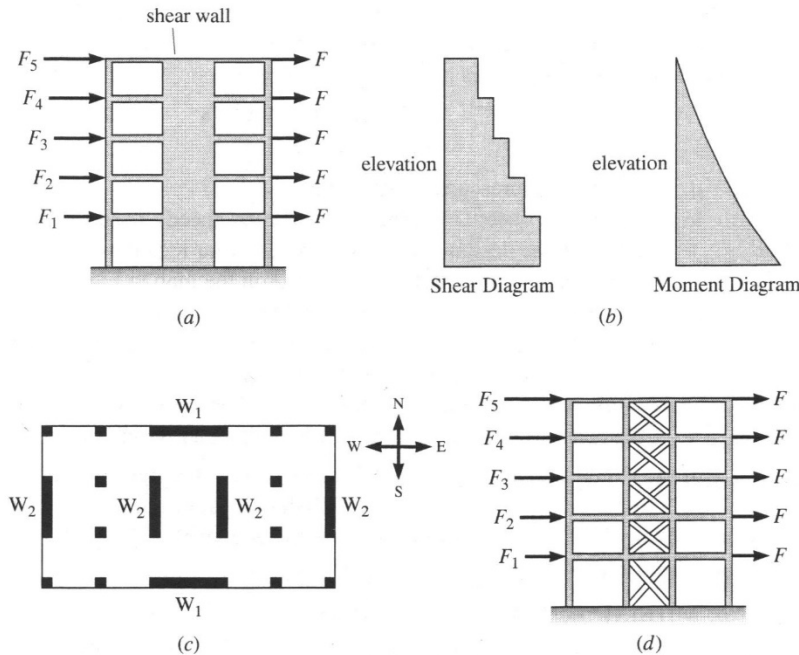 shear wall
F5 F
F4 F
F3 F
F2 F
F1 F
(a)
elevation
Shear Diagram
elevation
Moment Diagram
(b)
W1
W2 W2 W2 W2
W1
N
W E
S
(c)
F5 F
F4 F
F3 F
F2 F
F1 F
(d)